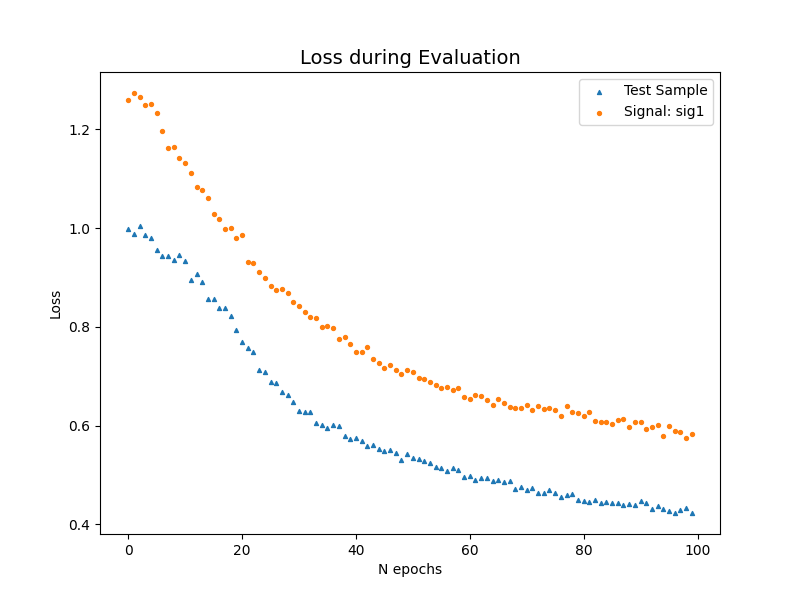 Loss during Evaluation
Test Sample
Signal: sig1
Loss
1.2
1.0
0.8
0.6
0.4
0 20 40 60 80 100
N epochs